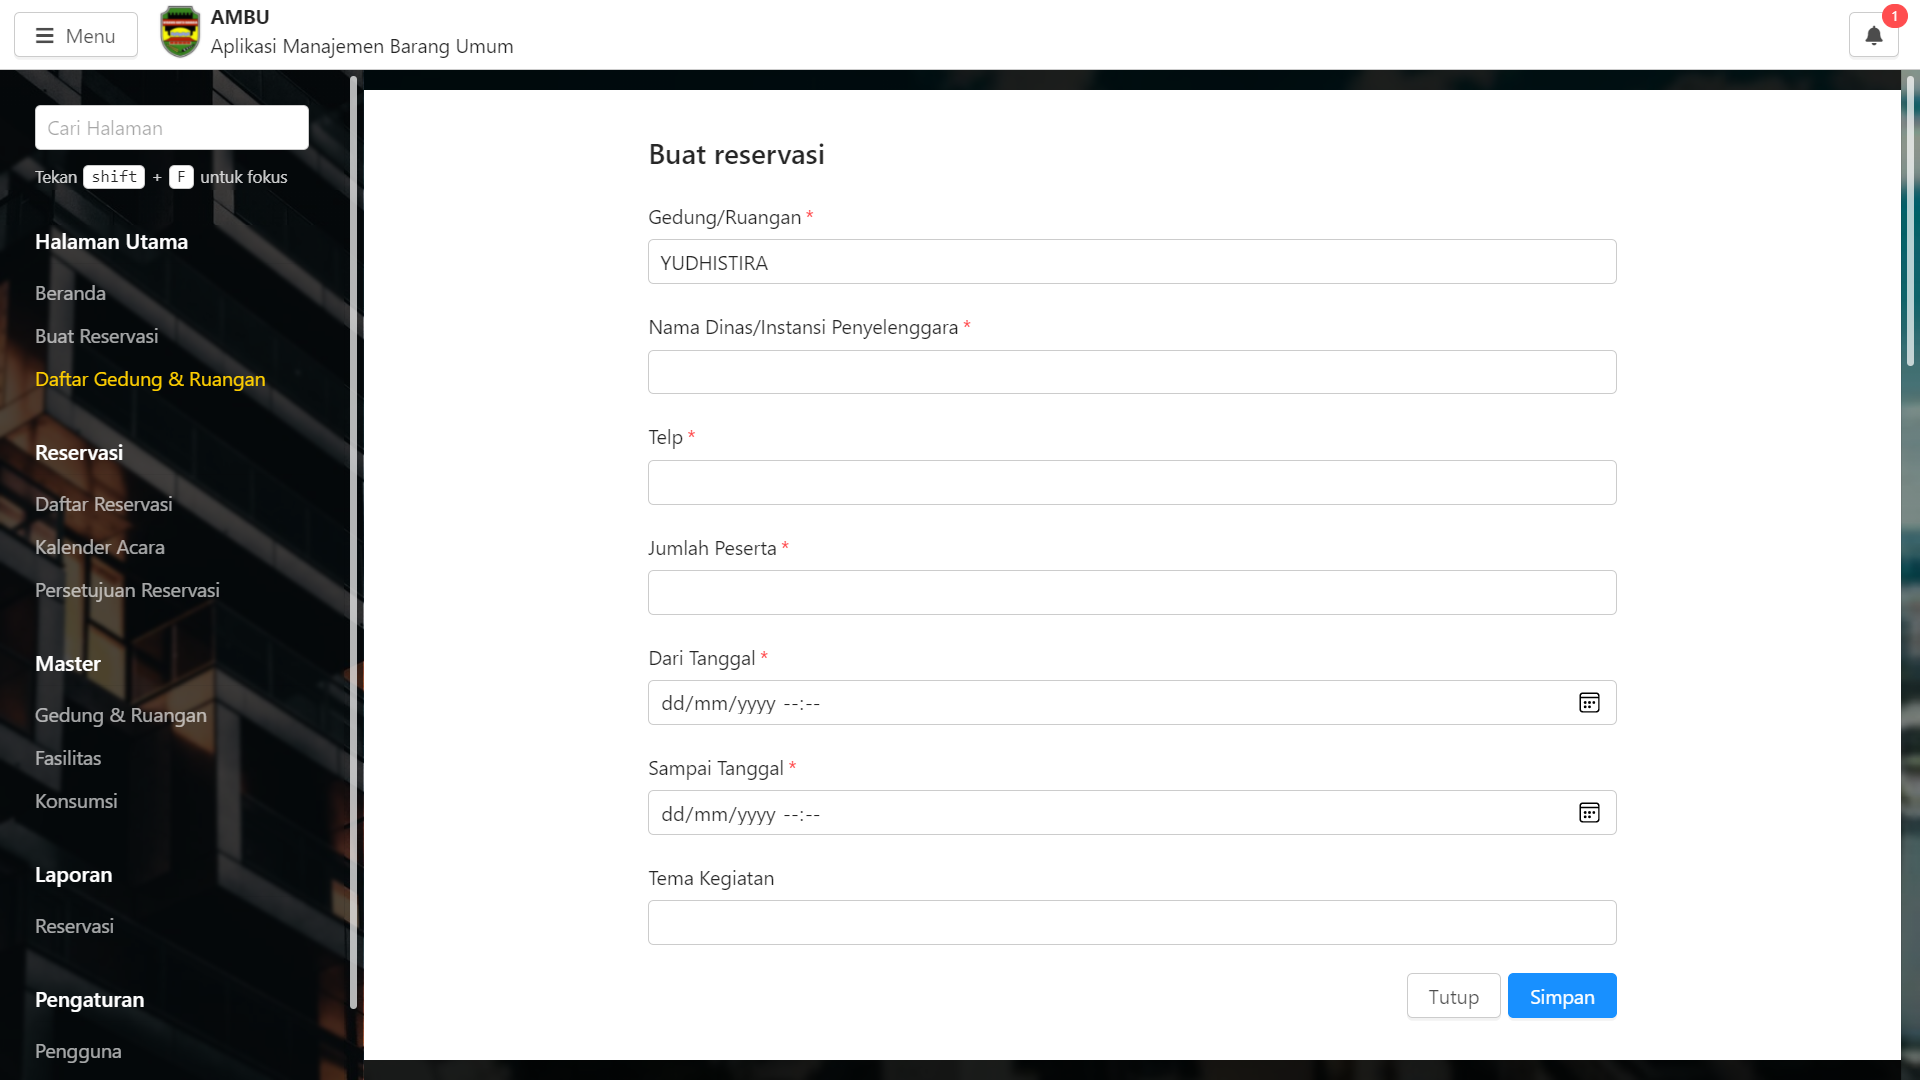 Menu
AMBU
Aplikasi Manajemen Barang Umum
1
Cari Halaman
Tekan shift + F untuk fokus
Halaman Utama
Beranda
Buat Reservasi
Daftar Gedung & Ruangan
Reservasi
Daftar Reservasi
Kalender Acara
Persetujuan Reservasi
Master
Gedung & Ruangan
Fasilitas
Konsumsi
Laporan
Reservasi
Pengaturan
Pengguna
Buat reservasi
Gedung/Ruangan *
YUDHISTIRA
Nama Dinas/Instansi Penyelenggara *
Telp *
Jumlah Peserta *
Dari Tanggal *
dd/mm/yyyy --:--
Sampai Tanggal *
dd/mm/yyyy --:--
Tema Kegiatan
Tutup
Simpan